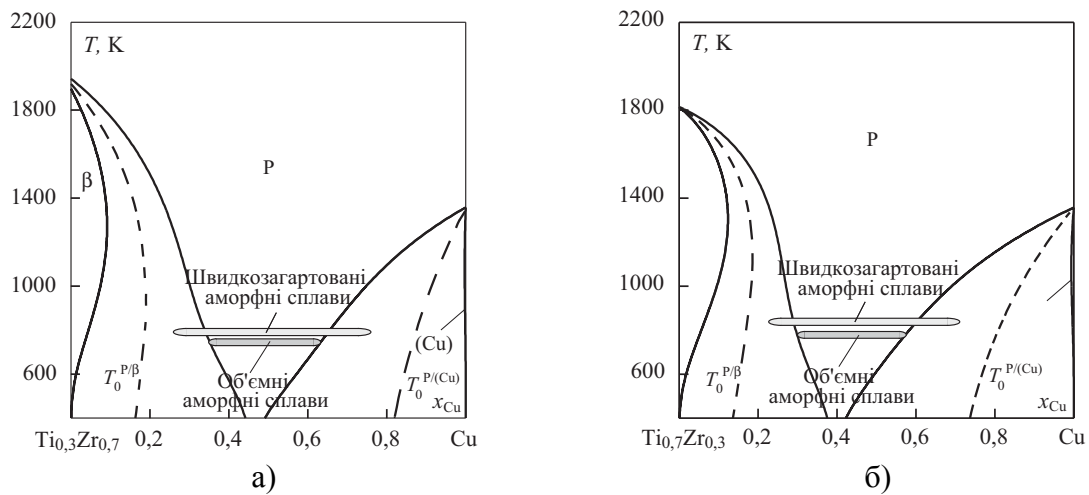 2200
T, K
1800
β
Р
1400
1000
Швидкозагартовані
аморфні сплави
(Cu)
600
T₀ᴾ/ᵝ
Об'ємні
аморфні сплави
T₀ᴾ/⁽ᶜᵘ⁾
xCu
Ti0,3Zr0,7 0,2 0,4 0,6 0,8 Cu
а)
2200
T, K
1800
Р
1400
1000
Швидкозагартовані
аморфні сплави
600
T₀ᴾ/ᵝ
Об'ємні
аморфні сплави
T₀ᴾ/⁽ᶜᵘ⁾
xCu
Ti0,7Zr0,3 0,2 0,4 0,6 0,8 Cu
б)